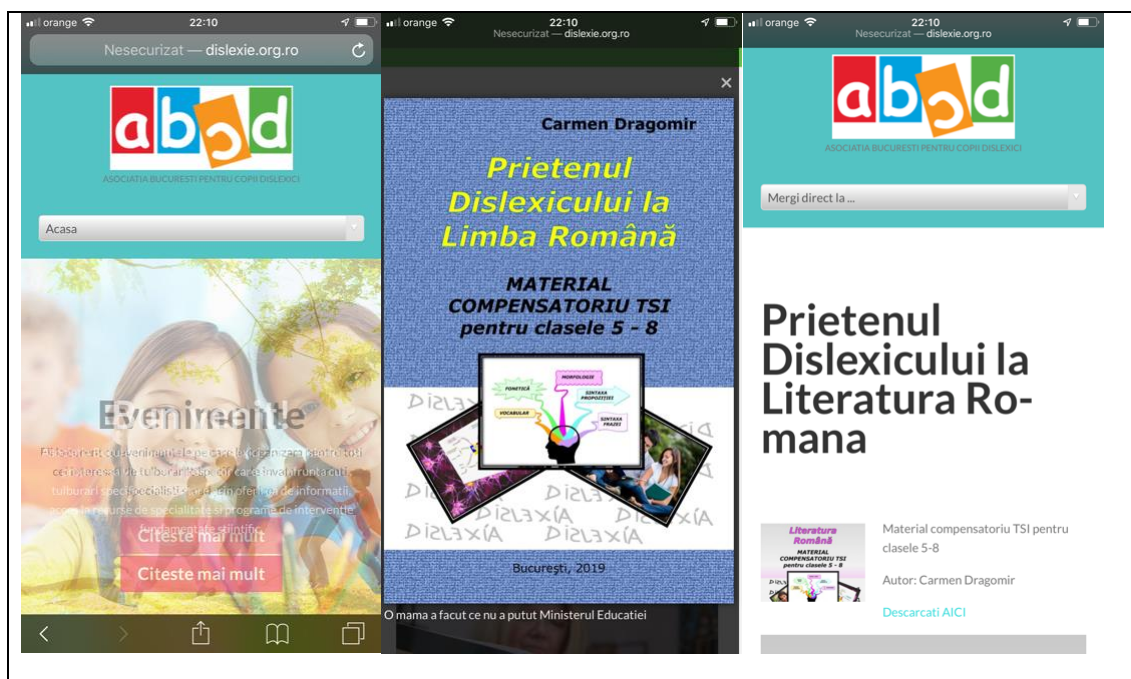 orange 22:10
Nesecurizat — dislexie.org.ro
abcd
ASOCIATIA BUCURESTI PENTRU COPII DISLEXICI
Acasa
Evenimente
Citeste mai mult
Citeste mai mult
orange 22:10
Nesecurizat — dislexie.org.ro
Carmen Dragomir
Prietenul
Dislexicului la
Limba Română
MATERIAL
COMPENSATORIU TSI
pentru clasele 5 - 8
MORFOLOGIE
FONETICĂ
SINTAXA
PROPOZIȚIEI
VOCABULAR
SINTAXA
FRAZEI
București, 2019
O mama a facut ce nu a putut Ministerul Educatiei
orange 22:10
Nesecurizat — dislexie.org.ro
abcd
ASOCIATIA BUCURESTI PENTRU COPII DISLEXICI
Mergi direct la ...
Prietenul
Dislexicului la
Literatura Ro-
mana
Literatura
Română
MATERIAL
COMPENSATORIU TSI
pentru clasele 5 - 8
Material compensatoriu TSI pentru
clasele 5-8
Autor: Carmen Dragomir
Descarcati AICI